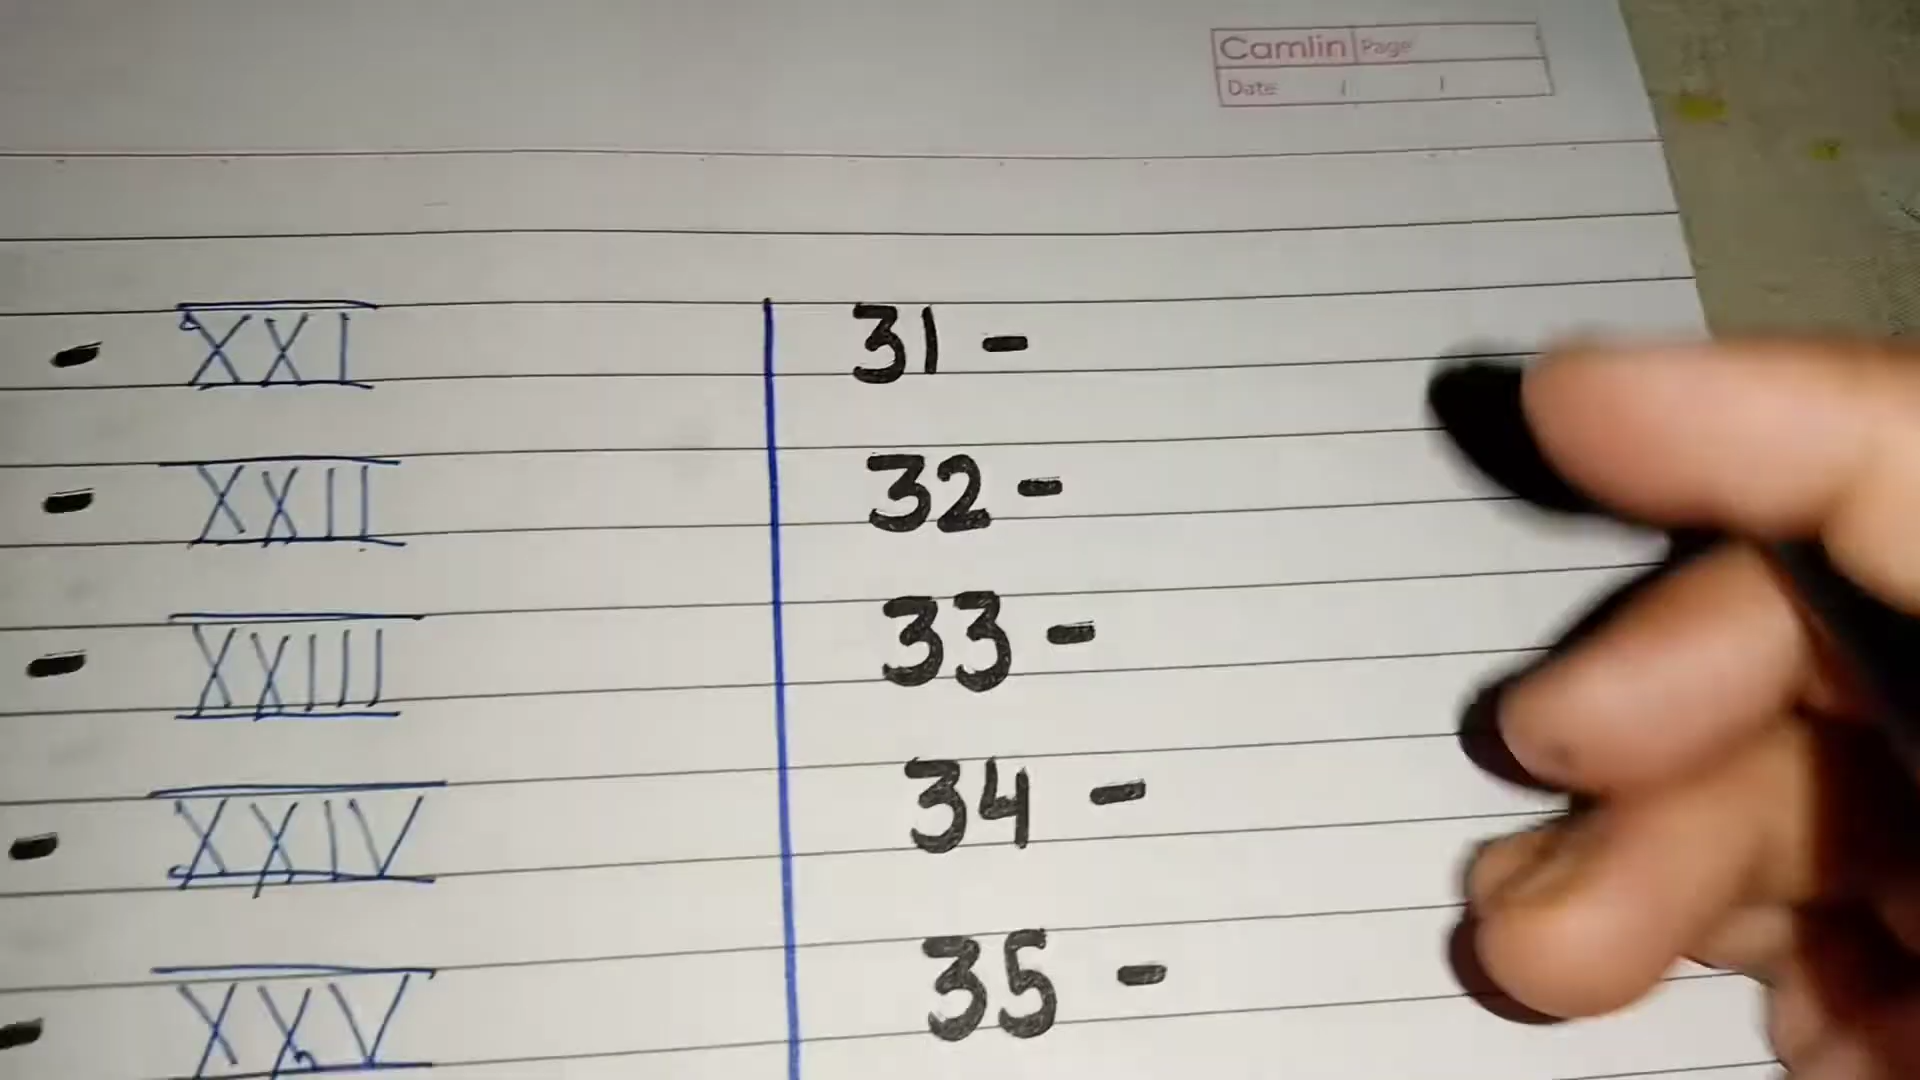 Camlin Page
Date / /
- XXI
31 -
- XXII
32 -
- XXIII
33 -
- XXIV
34 -
- XXV
35 -